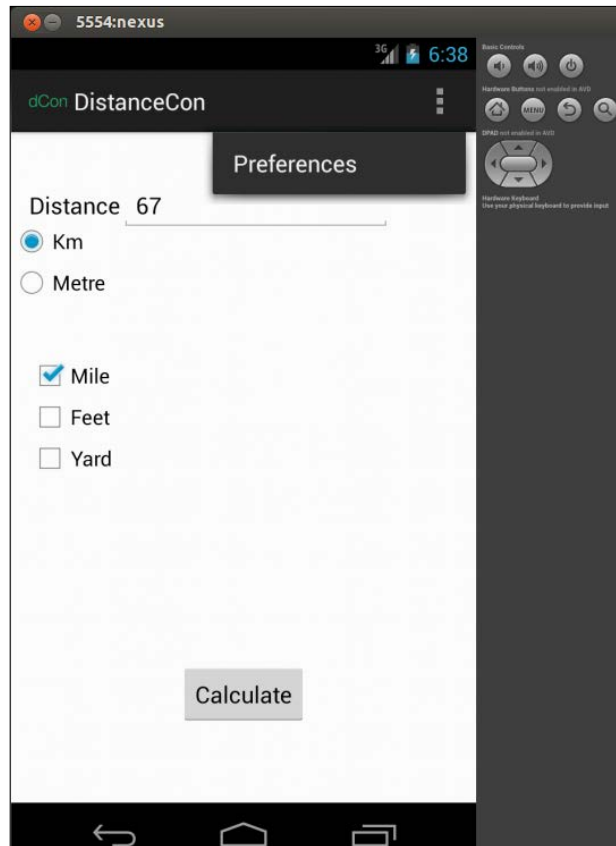 5554:nexus
3G 6:38
dCon DistanceCon
Preferences
Distance 67
Km
Metre
Mile
Feet
Yard
Calculate
Basic Controls
Hardware Buttons not enabled in AVD
MENU
DPAD not enabled in AVD
Hardware Keyboard
Use your physical keyboard to provide input